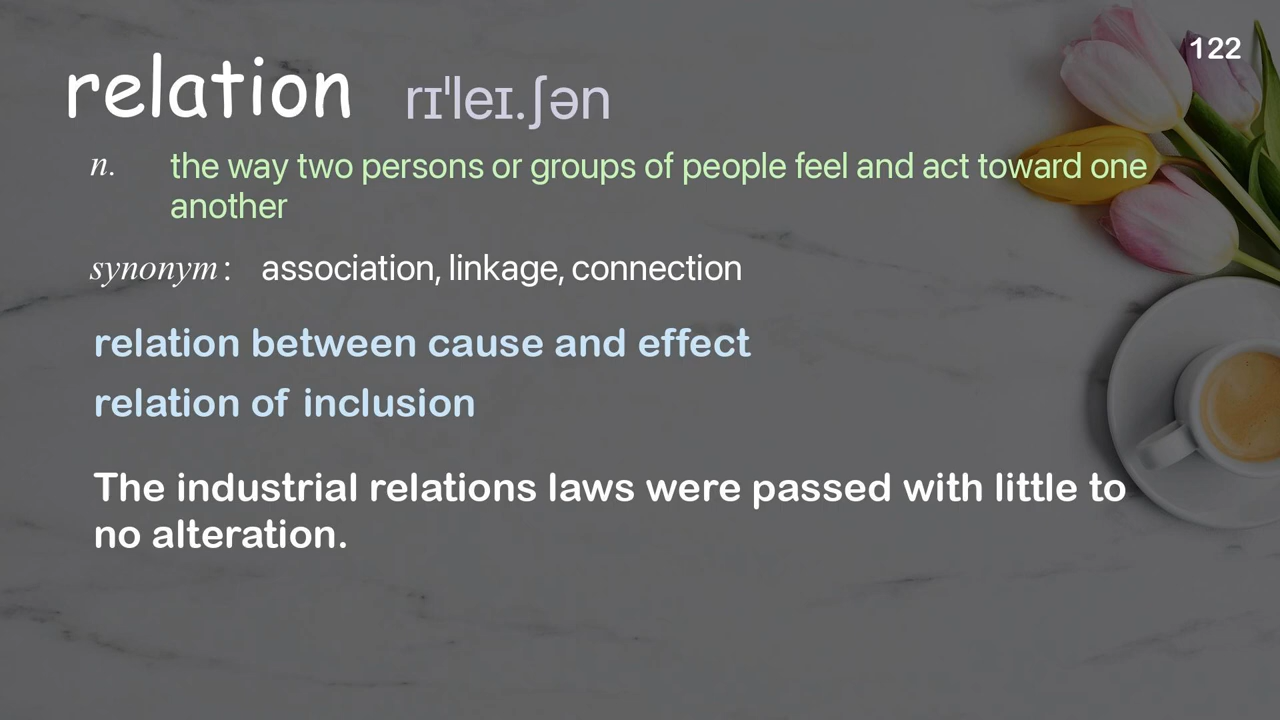 122
relation rɪˈleɪ.ʃən
n. the way two persons or groups of people feel and act toward one
another
synonym: association, linkage, connection
relation between cause and effect
relation of inclusion
The industrial relations laws were passed with little to
no alteration.